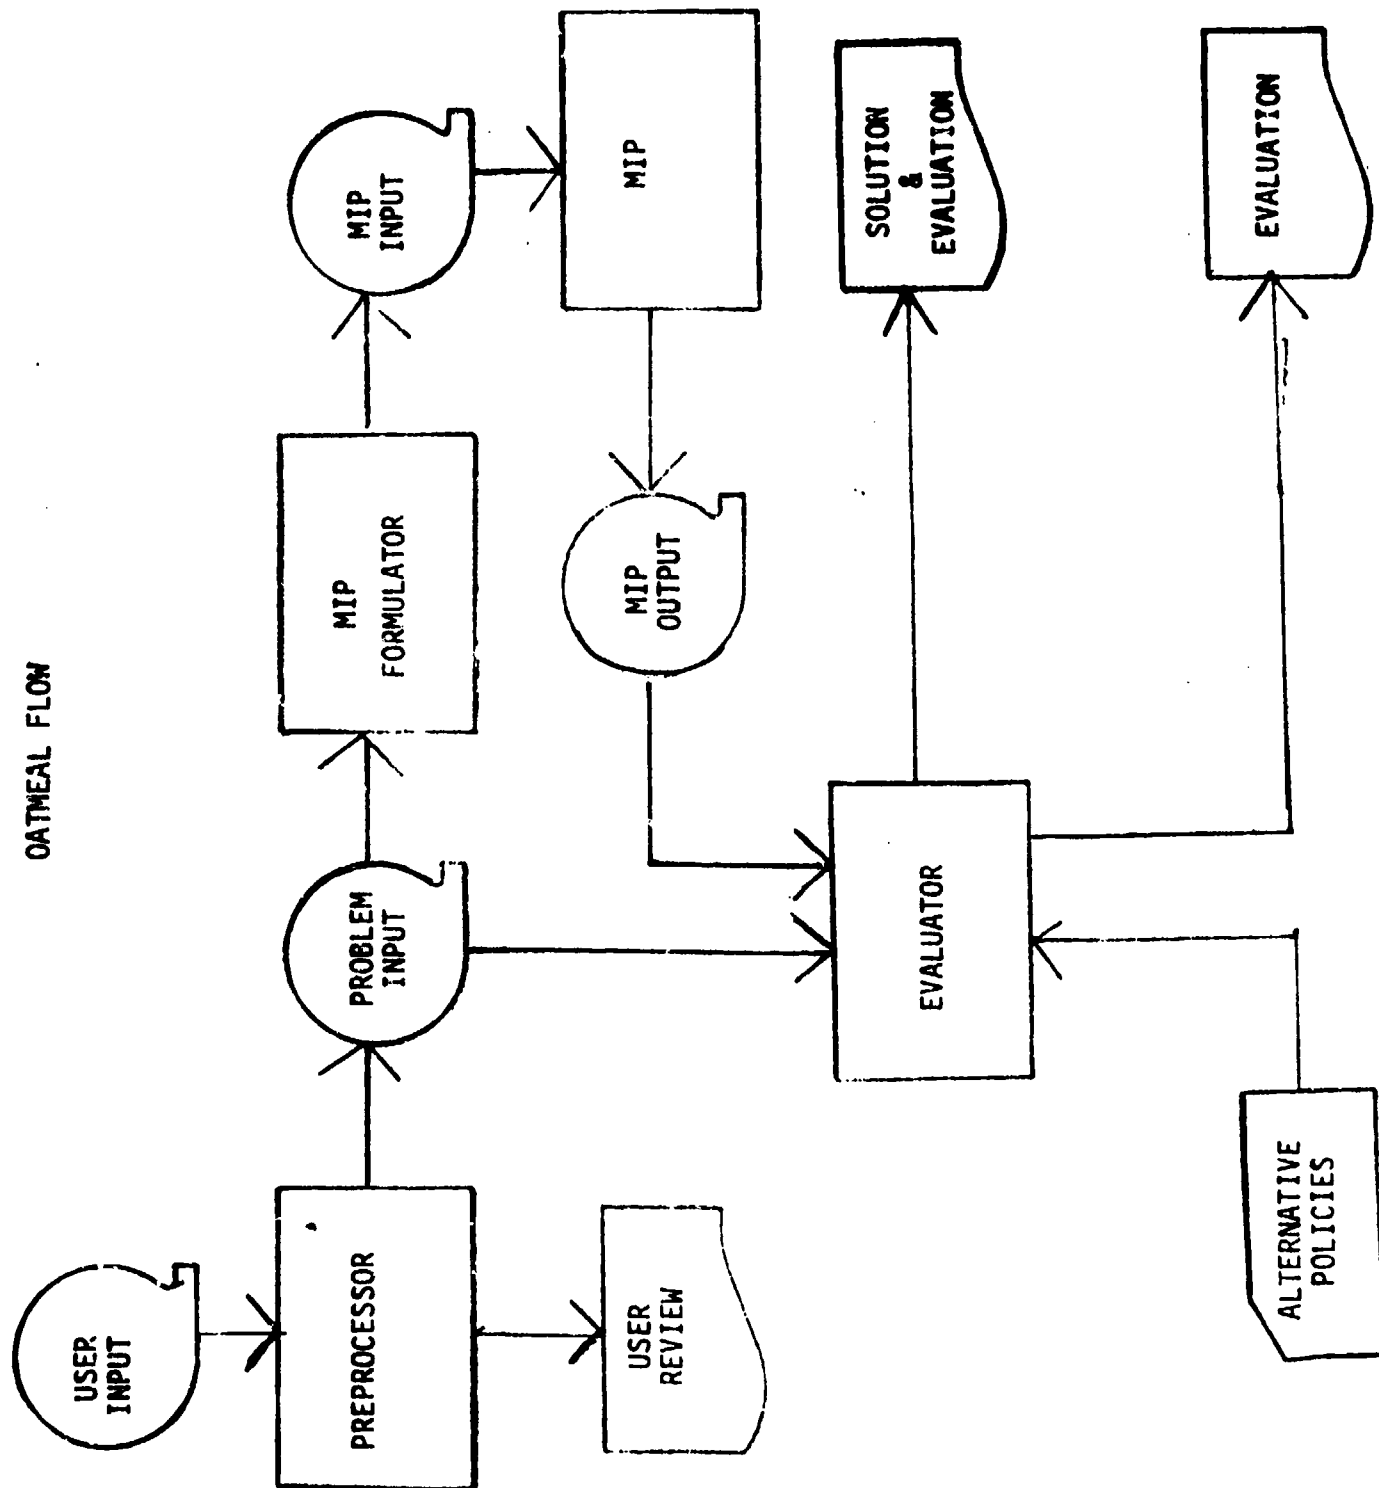 OATMEAL FLOW
USER
INPUT
PREPROCESSOR
USER
REVIEW
PROBLEM
INPUT
MIP
FORMULATOR
MIP
INPUT
MIP
MIP
OUTPUT
EVALUATOR
SOLUTION
&
EVALUATION
EVALUATION
ALTERNATIVE
POLICIES